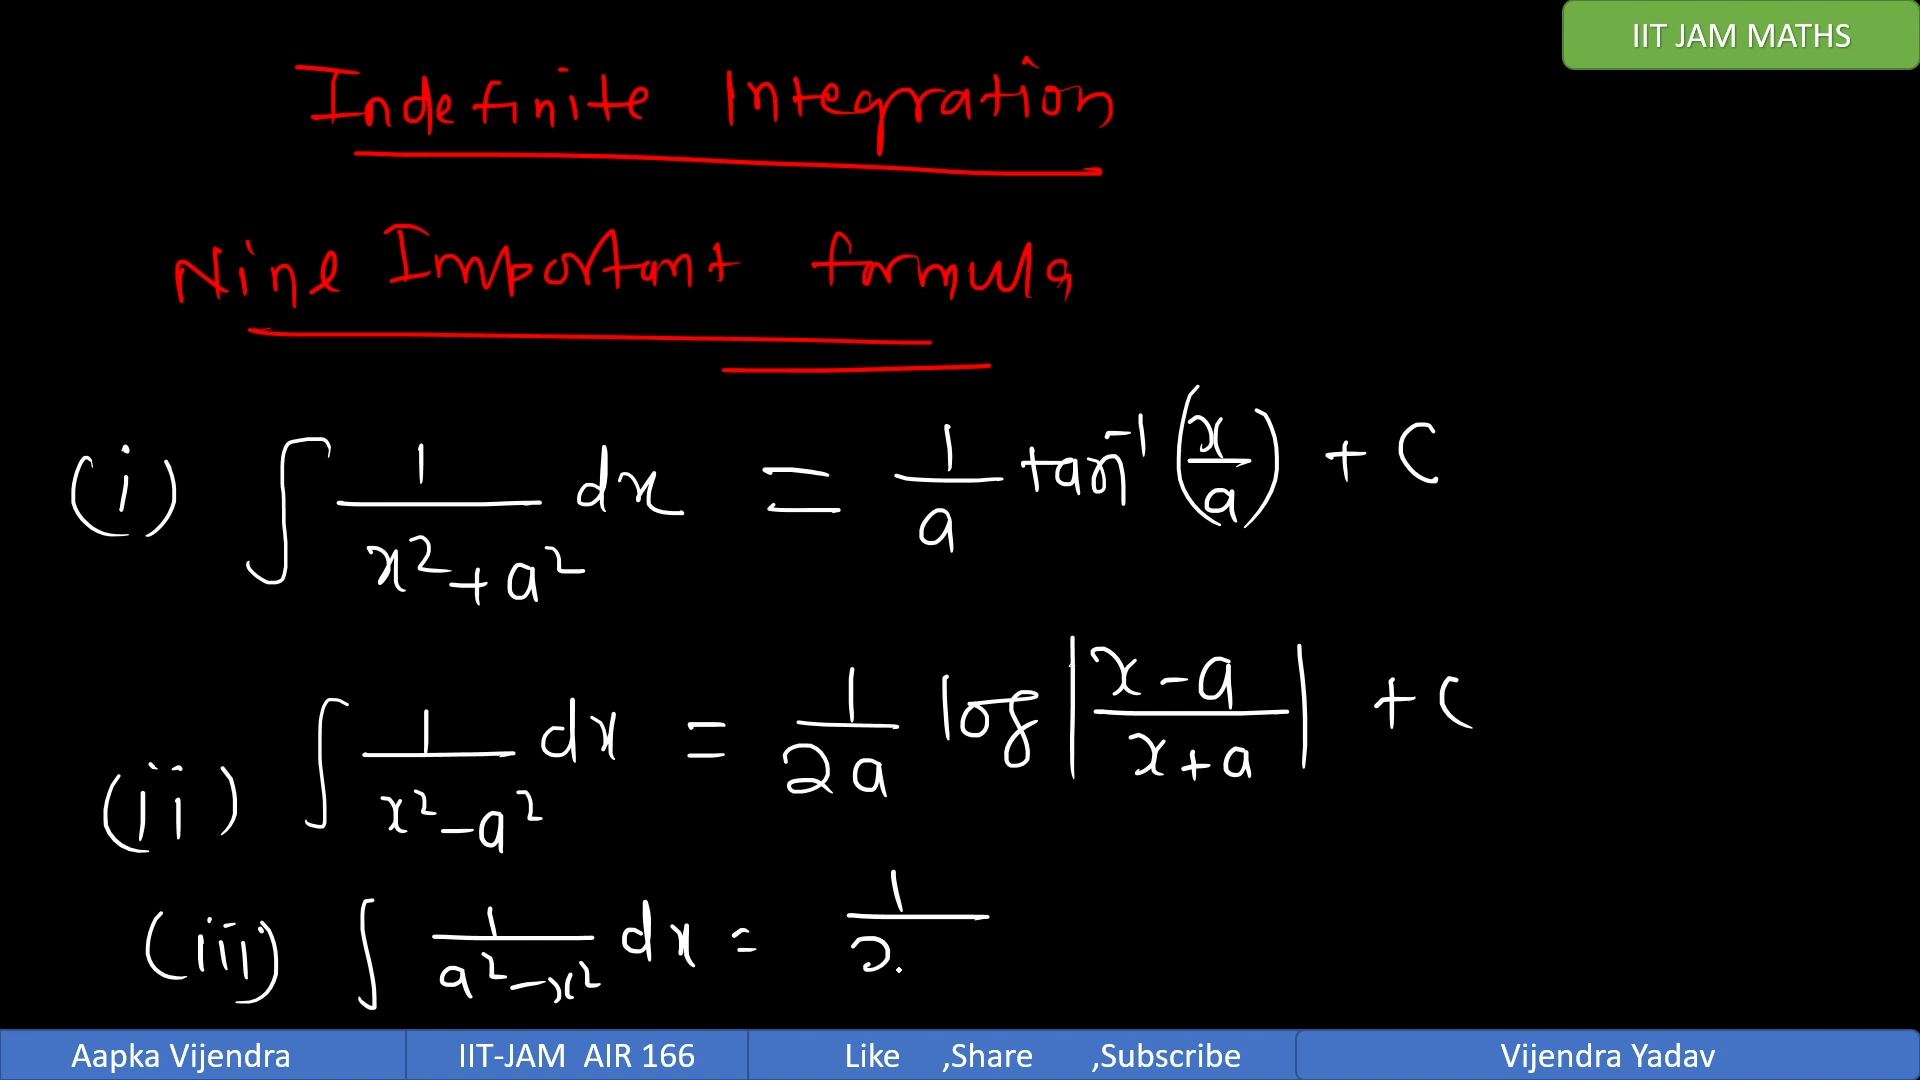 IIT JAM MATHS
Indefinite Integration
Nine Important formula
(i) ∫ 1/(x²+a²) dx = 1/a tan⁻¹(x/a) + C
(ii) ∫ 1/(x²-a²) dx = 1/2a log|(x-a)/(x+a)| + C
(iii) ∫ 1/(a²-x²) dx = 1/2
Aapka Vijendra IIT-JAM AIR 166 Like ,Share ,Subscribe Vijendra Yadav